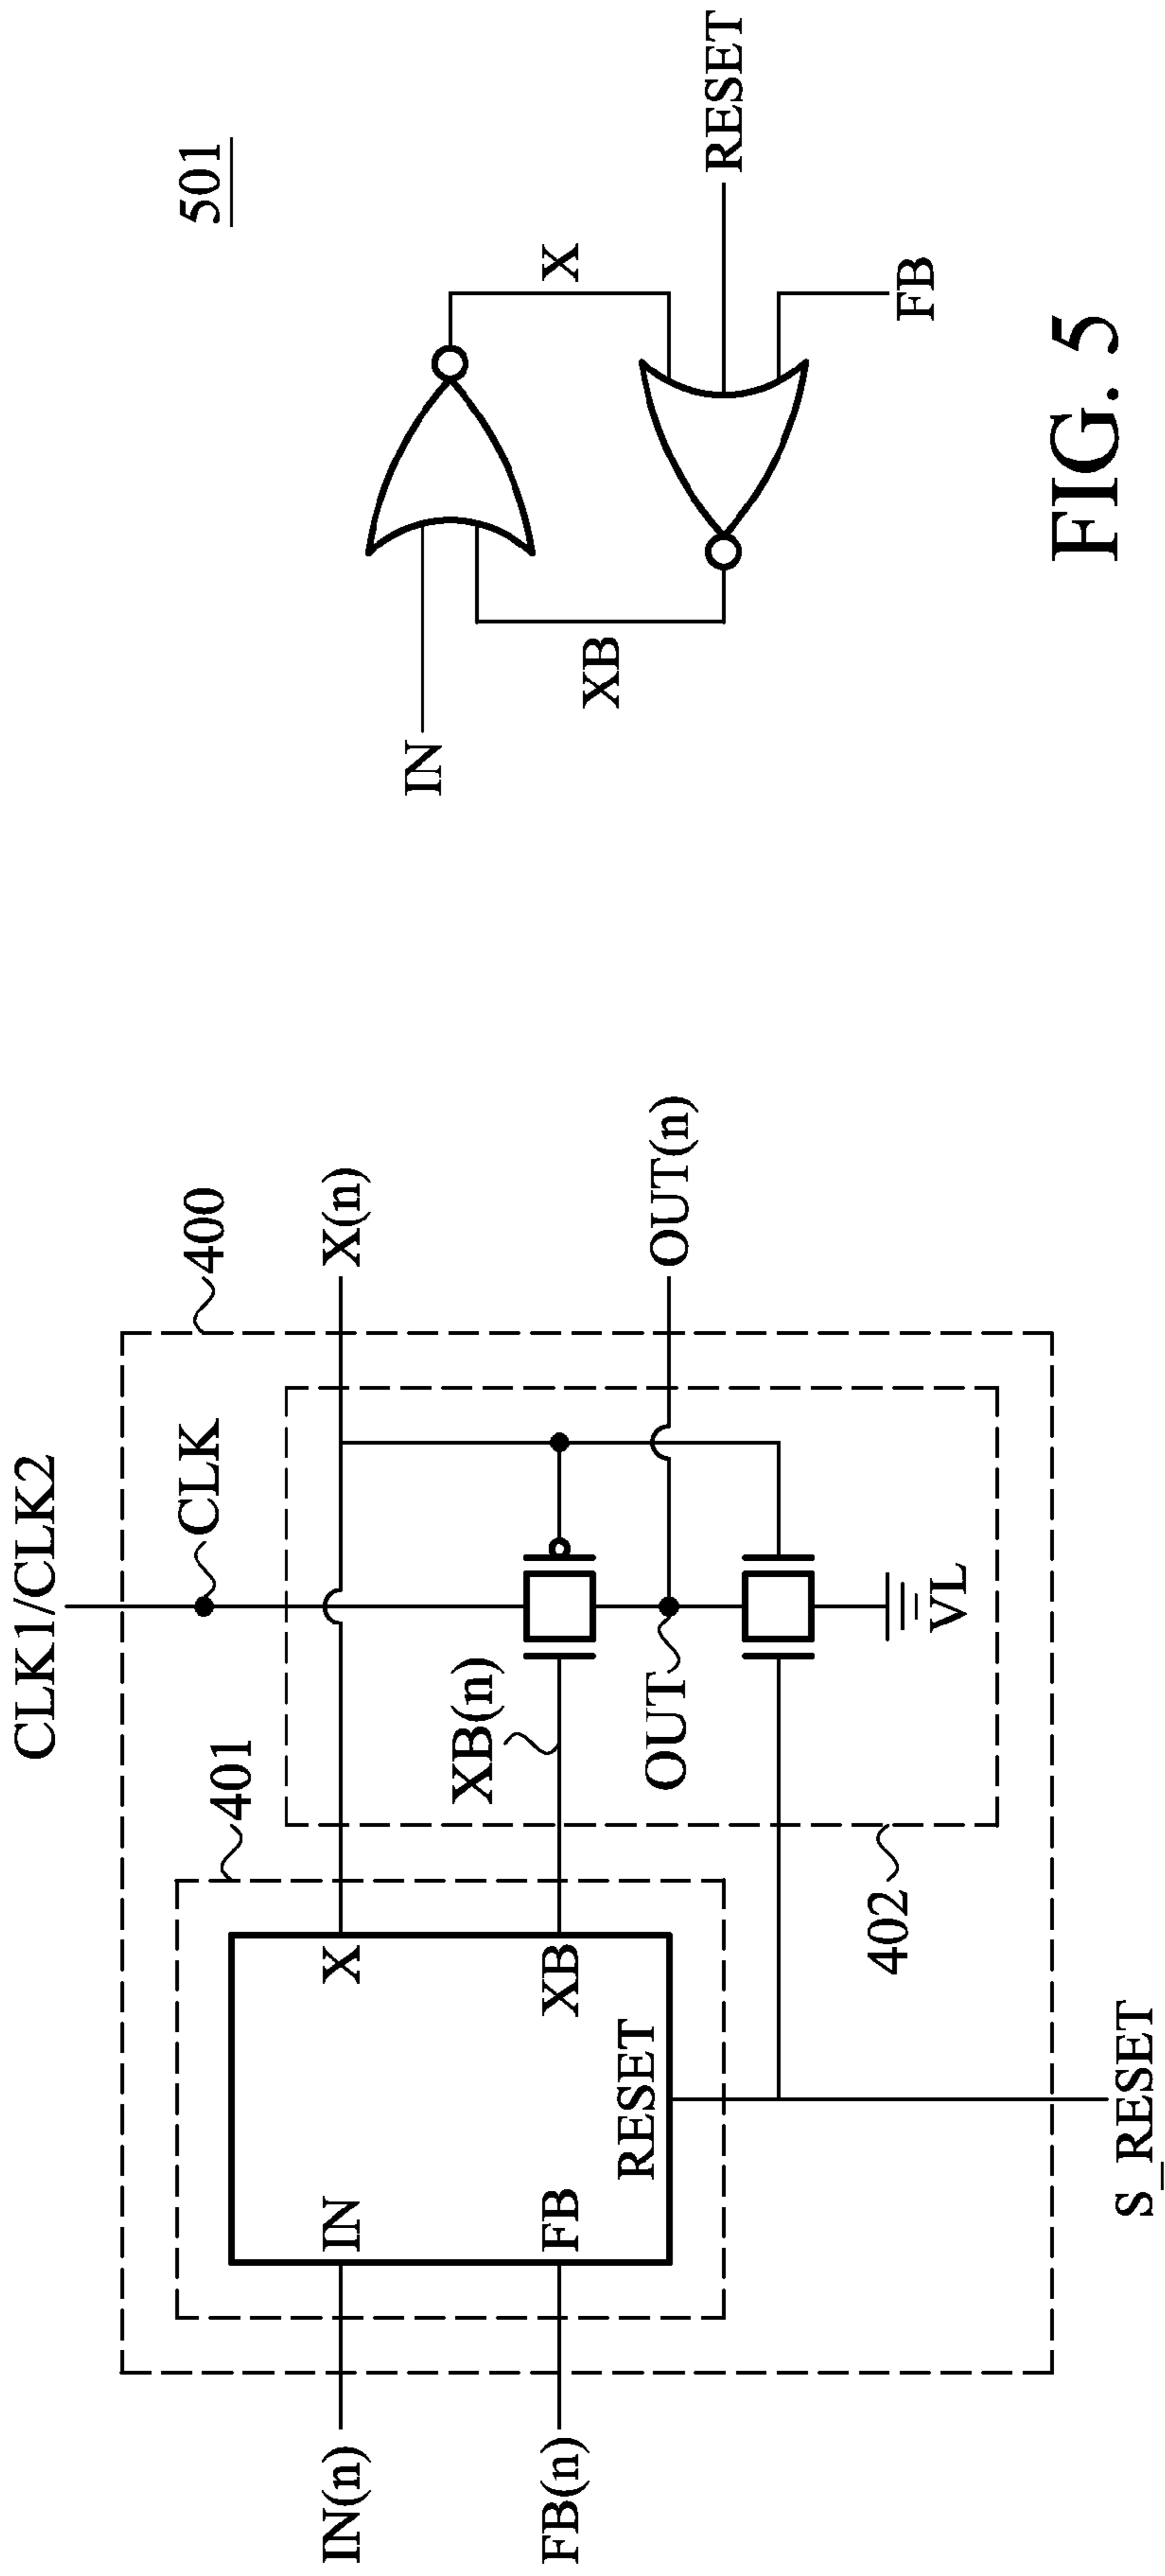 CLK1/CLK2
400
CLK
401
X(n)
IN(n)
IN
X
XB(n)
FB(n)
FB
XB
RESET
OUT
OUT(n)
402
VL
S_RESET
501
IN
X
XB
RESET
FB
FIG. 5